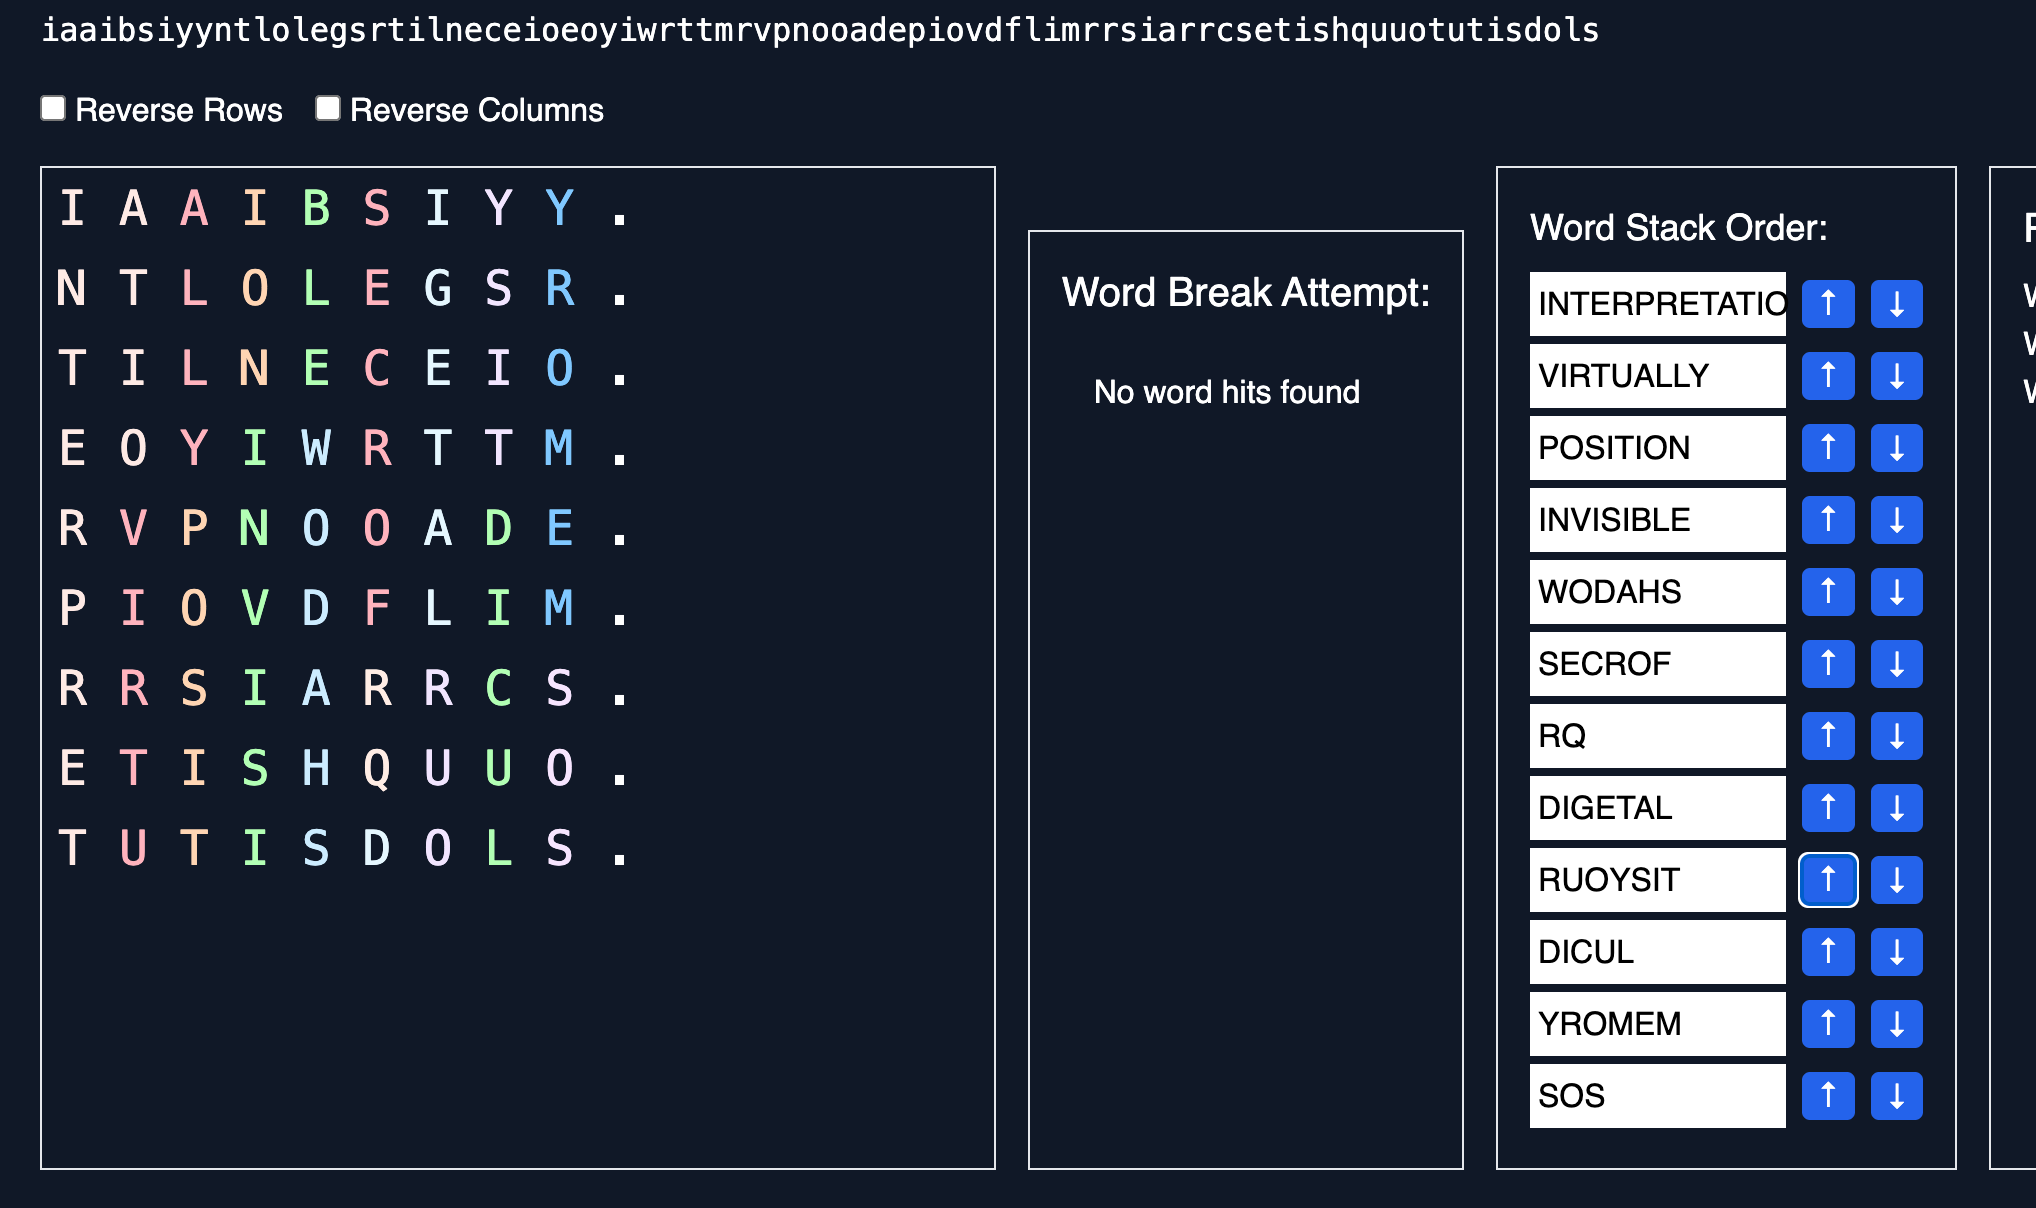 iaaibsiyyntlolegsrtilneceioeoyiwrttmrvpnooadepiovdflimrrsiarrcsetishquuotutisdols
Reverse Rows Reverse Columns
I A A I B S I Y Y .
N T L O L E G S R .
T I L N E C E I O .
E O Y I W R T T M .
R V P N O O A D E .
P I O V D F L I M .
R R S I A R R C S .
E T I S H Q U U O .
T U T I S D O L S .
Word Break Attempt:
No word hits found
Word Stack Order:
INTERPRETATIO ↑ ↓
VIRTUALLY ↑ ↓
POSITION ↑ ↓
INVISIBLE ↑ ↓
WODAHS ↑ ↓
SECROF ↑ ↓
RQ ↑ ↓
DIGETAL ↑ ↓
RUOYSIT ↑ ↓
DICUL ↑ ↓
YROMEM ↑ ↓
SOS ↑ ↓